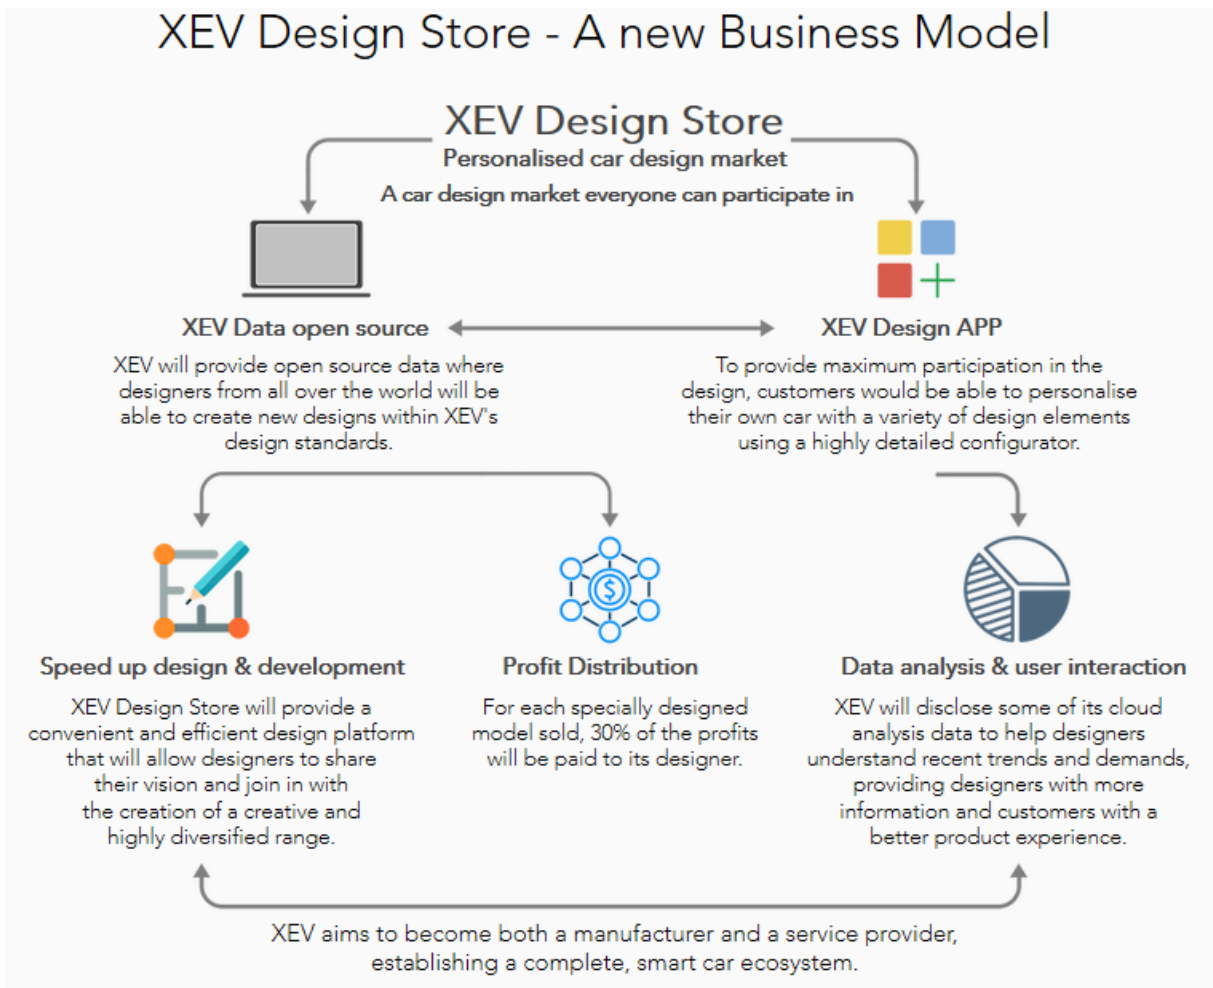 XEV Design Store - A new Business Model
XEV Design Store
Personalised car design market
A car design market everyone can participate in
XEV Data open source
XEV will provide open source data where
designers from all over the world will be
able to create new designs within XEV's
design standards.
XEV Design APP
To provide maximum participation in the
design, customers would be able to personalise
their own car with a variety of design elements
using a highly detailed configurator.
Speed up design & development
XEV Design Store will provide a
convenient and efficient design platform
that will allow designers to share
their vision and join in with
the creation of a creative and
highly diversified range.
$
Profit Distribution
For each specially designed
model sold, 30% of the profits
will be paid to its designer.
Data analysis & user interaction
XEV will disclose some of its cloud
analysis data to help designers
understand recent trends and demands,
providing designers with more
information and customers with a
better product experience.
XEV aims to become both a manufacturer and a service provider,
establishing a complete, smart car ecosystem.